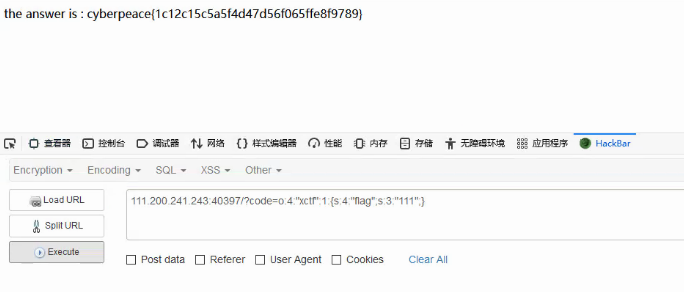 the answer is : cyberpeace{1c12c15c5a5f4d47d56f065ffe8f9789}
查看器 控制台 调试器 网络 样式编辑器 性能 内存 存储 无障碍环境 应用程序 HackBar
Encryption Encoding SQL XSS Other
Load URL
Split URL
Execute
111.200.241.243:40397/?code=o:4:"xctf":1:{s:4:"flag";s:3:"111";}
Post data Referer User Agent Cookies Clear All